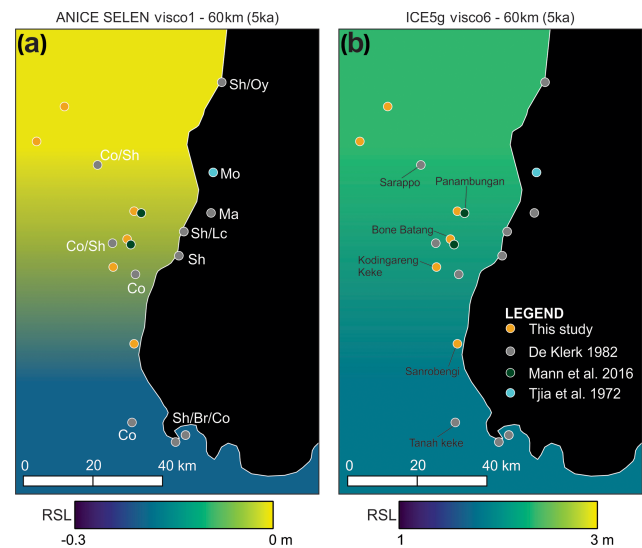 ANICE SELEN visco1 - 60km (5ka)
ICE5g visco6 - 60km (5ka)
(a)
Sh/Oy
Co/Sh
Mo
Ma
Sh/Lc
Co/Sh
Sh
Co
Sh/Br/Co
Co
0 20 40 km
RSL
-0.3 0 m
(b)
Sarappo
Panambungan
Bone Batang
Kodingareng
Keke
LEGEND
This study
De Klerk 1982
Mann et al. 2016
Tjia et al. 1972
Sanrobengi
Tanah keke
0 20 40 km
RSL
1 3 m